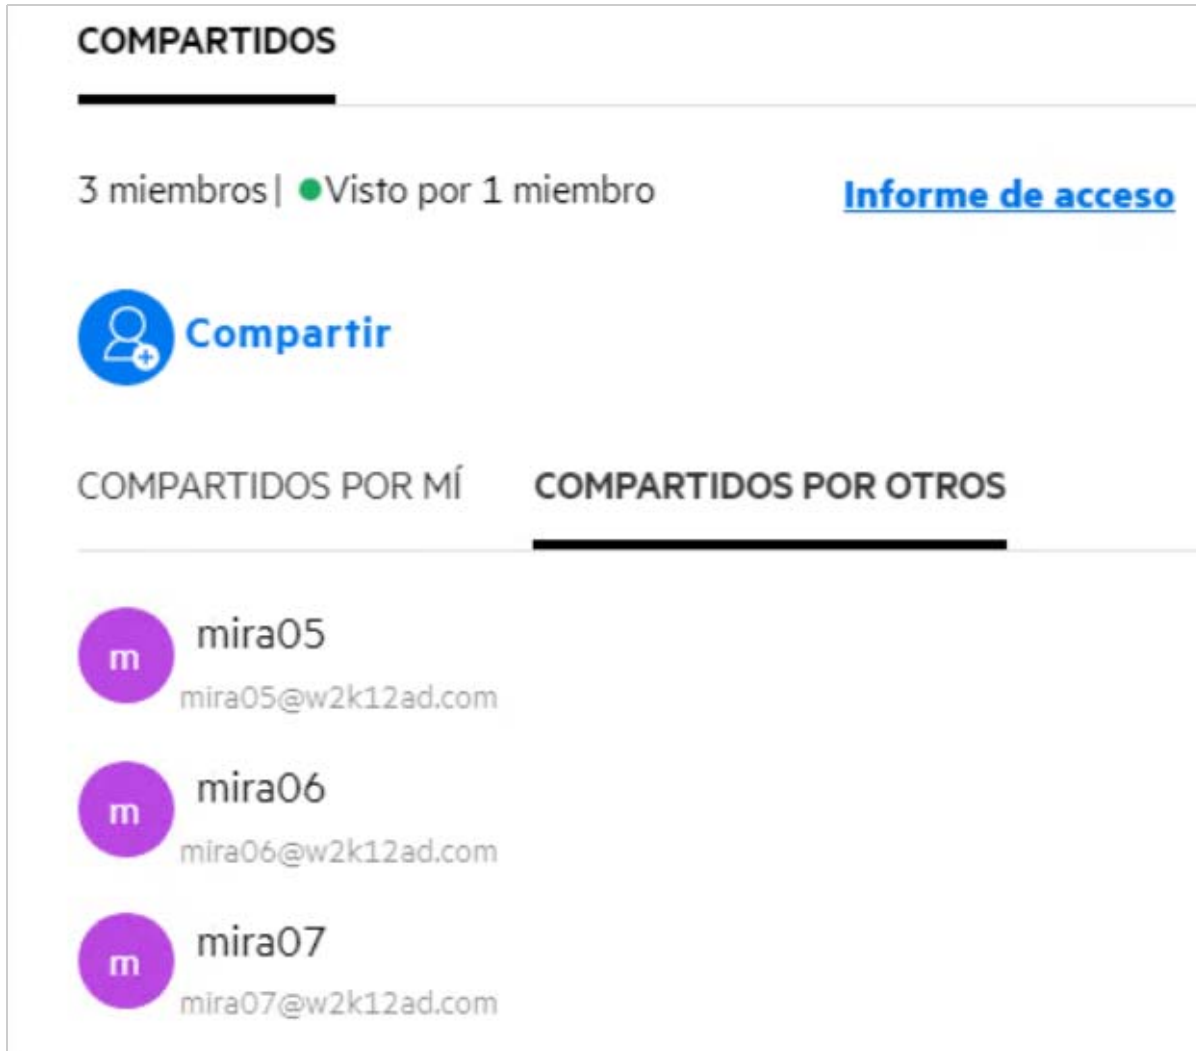 COMPARTIDOS
3 miembros| Visto por 1 miembro Informe de acceso
Compartir
COMPARTIDOS POR MÍ COMPARTIDOS POR OTROS
m mira05
mira05@w2k12ad.com
m mira06
mira06@w2k12ad.com
m mira07
mira07@w2k12ad.com